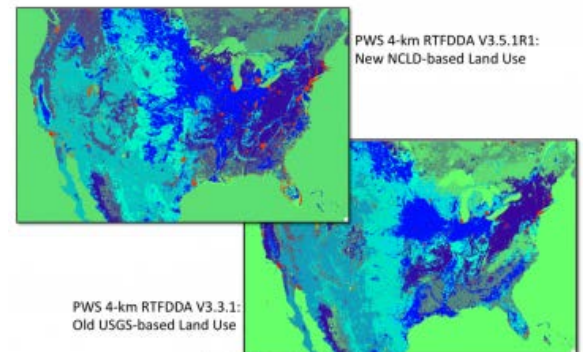 PWS 4-km RTFDDA V3.5.1R1:
New NCLD-based Land Use
PWS 4-km RTFDDA V3.3.1:
Old USGS-based Land Use